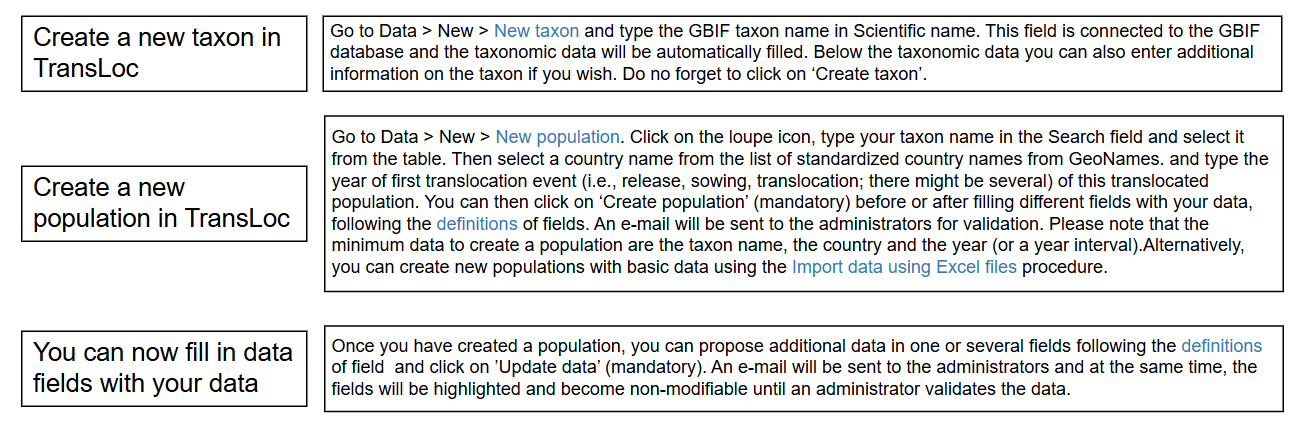 Create a new taxon in
TransLoc
Go to Data > New > New taxon and type the GBIF taxon name in Scientific name. This field is connected to the GBIF
database and the taxonomic data will be automatically filled. Below the taxonomic data you can also enter additional
information on the taxon if you wish. Do no forget to click on ‘Create taxon’.
Create a new
population in TransLoc
Go to Data > New > New population. Click on the loupe icon, type your taxon name in the Search field and select it
from the table. Then select a country name from the list of standardized country names from GeoNames. and type the
year of first translocation event (i.e., release, sowing, translocation; there might be several) of this translocated
population. You can then click on ‘Create population’ (mandatory) before or after filling different fields with your data,
following the definitions of fields. An e-mail will be sent to the administrators for validation. Please note that the
minimum data to create a population are the taxon name, the country and the year (or a year interval).Alternatively,
you can create new populations with basic data using the Import data using Excel files procedure.
You can now fill in data
fields with your data
Once you have created a population, you can propose additional data in one or several fields following the definitions
of field  and click on ’Update data’ (mandatory). An e-mail will be sent to the administrators and at the same time, the
fields will be highlighted and become non-modifiable until an administrator validates the data.